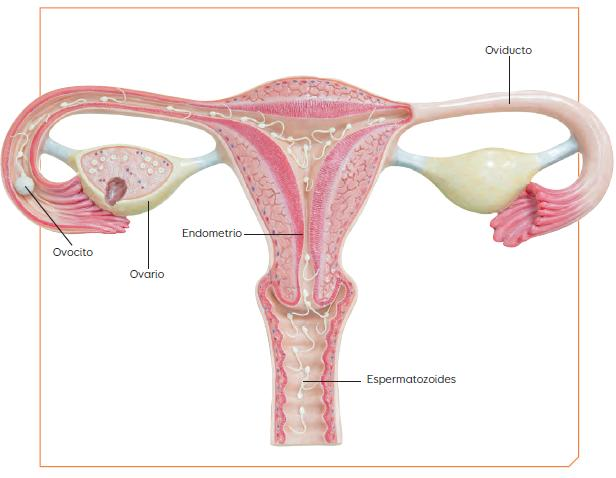 Oviducto
Endometrio
Ovocito
Ovario
Espermatozoides